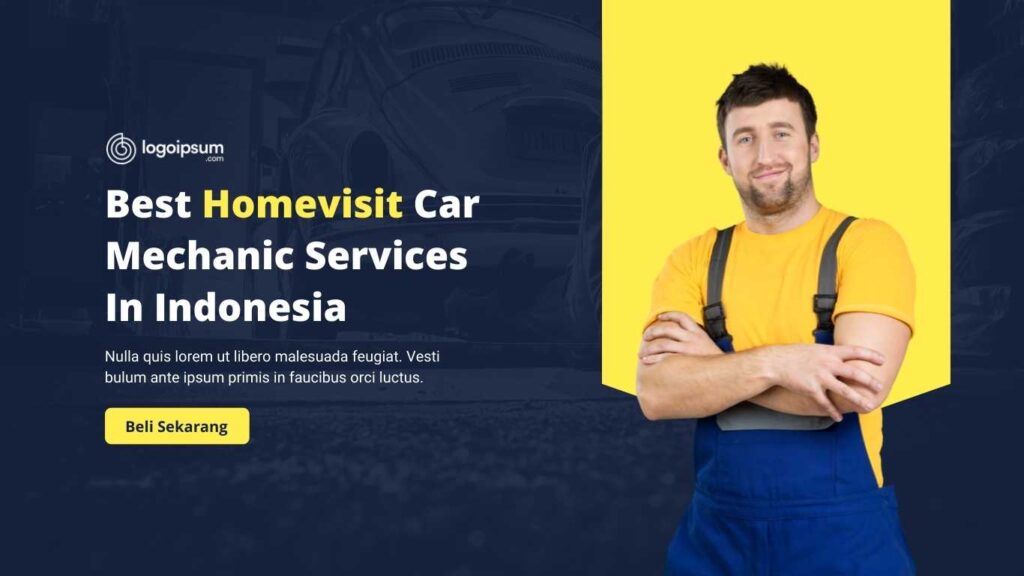 logoipsum
.com
Best Homevisit Car
Mechanic Services
In Indonesia
Nulla quis lorem ut libero malesuada feugiat. Vesti
bulum ante ipsum primis in faucibus orci luctus.
Beli Sekarang